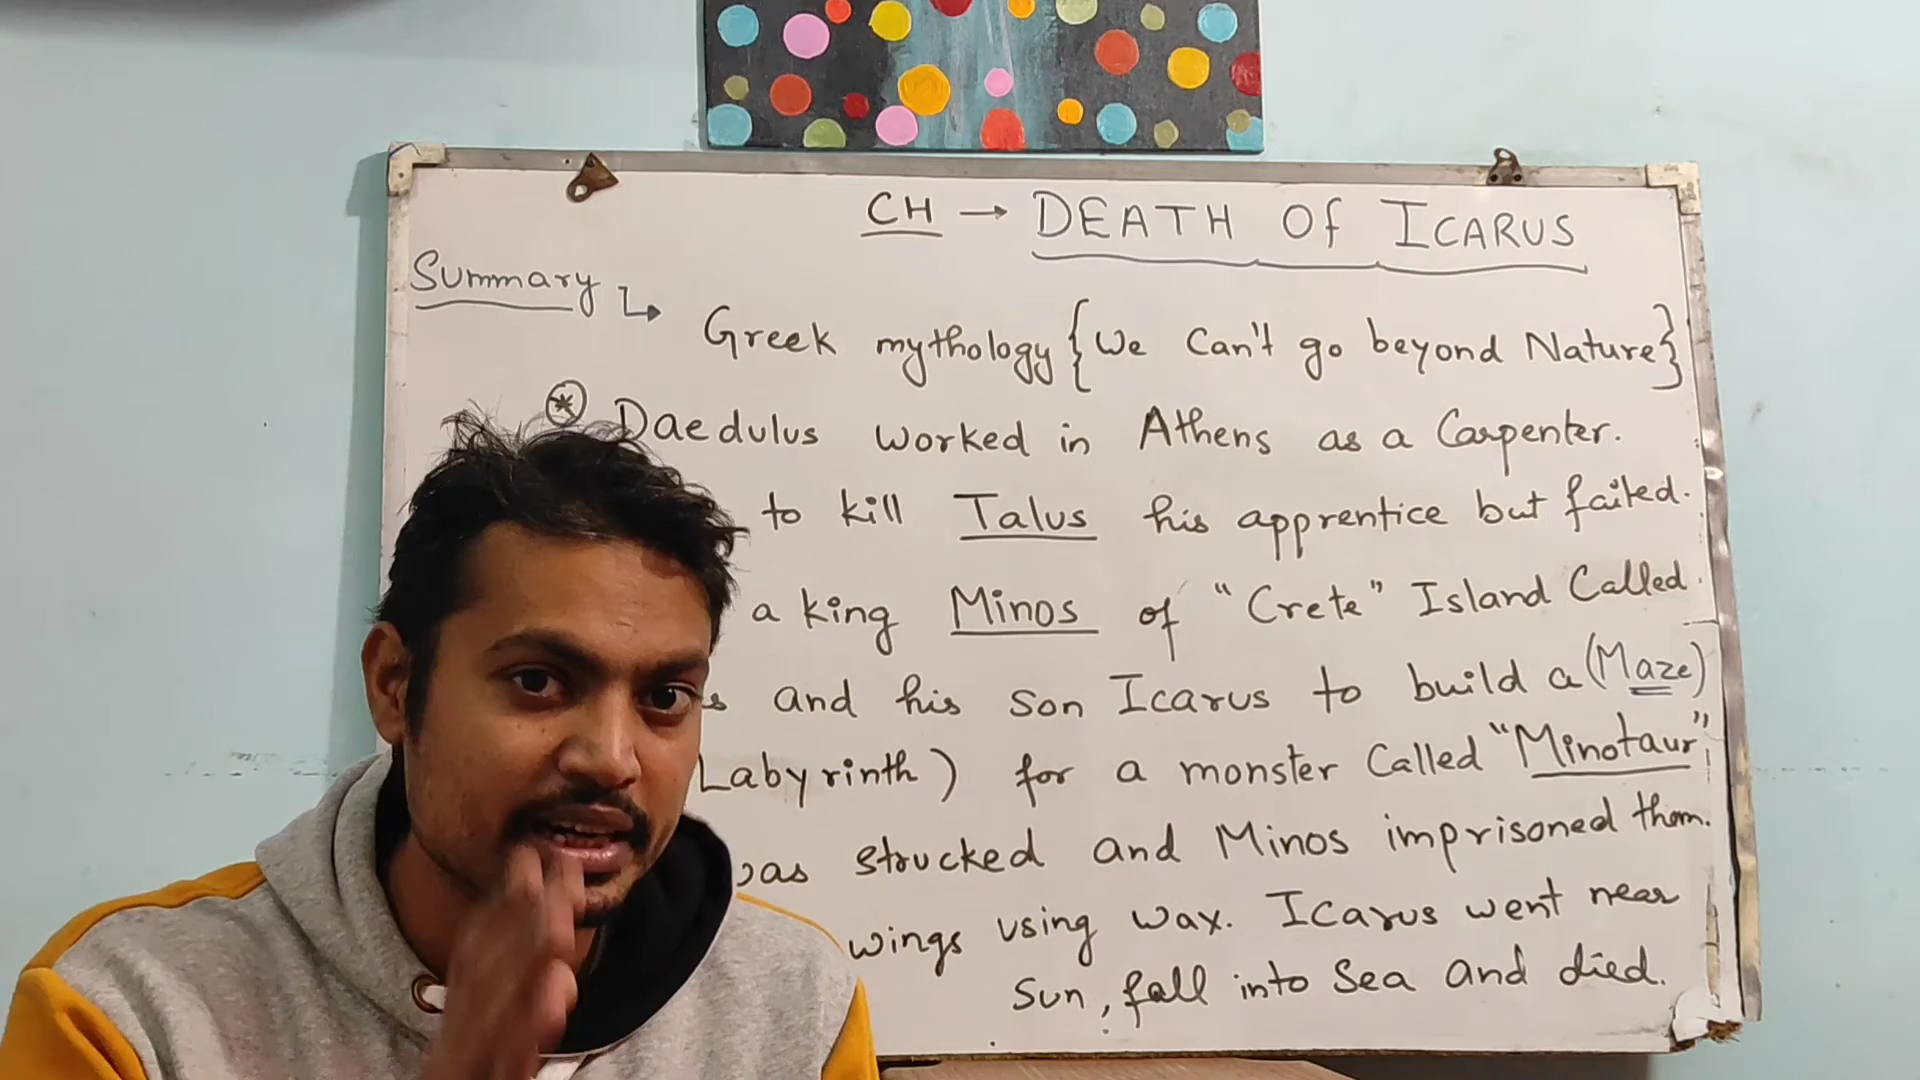 CH → DEATH Of ICARUS
Summary ↳
Greek mythology {We Can't go beyond Nature}
* Daedulus worked in Athens as a Carpenter.
to kill Talus his apprentice but failed.
a king Minos of "Crete" Island Called
and his son Icarus to build a (Maze)
Labyrinth) for a monster Called "Minotaur"
strucked and Minos imprisoned them.
wings using wax. Icarus went near
Sun, fall into Sea and died.